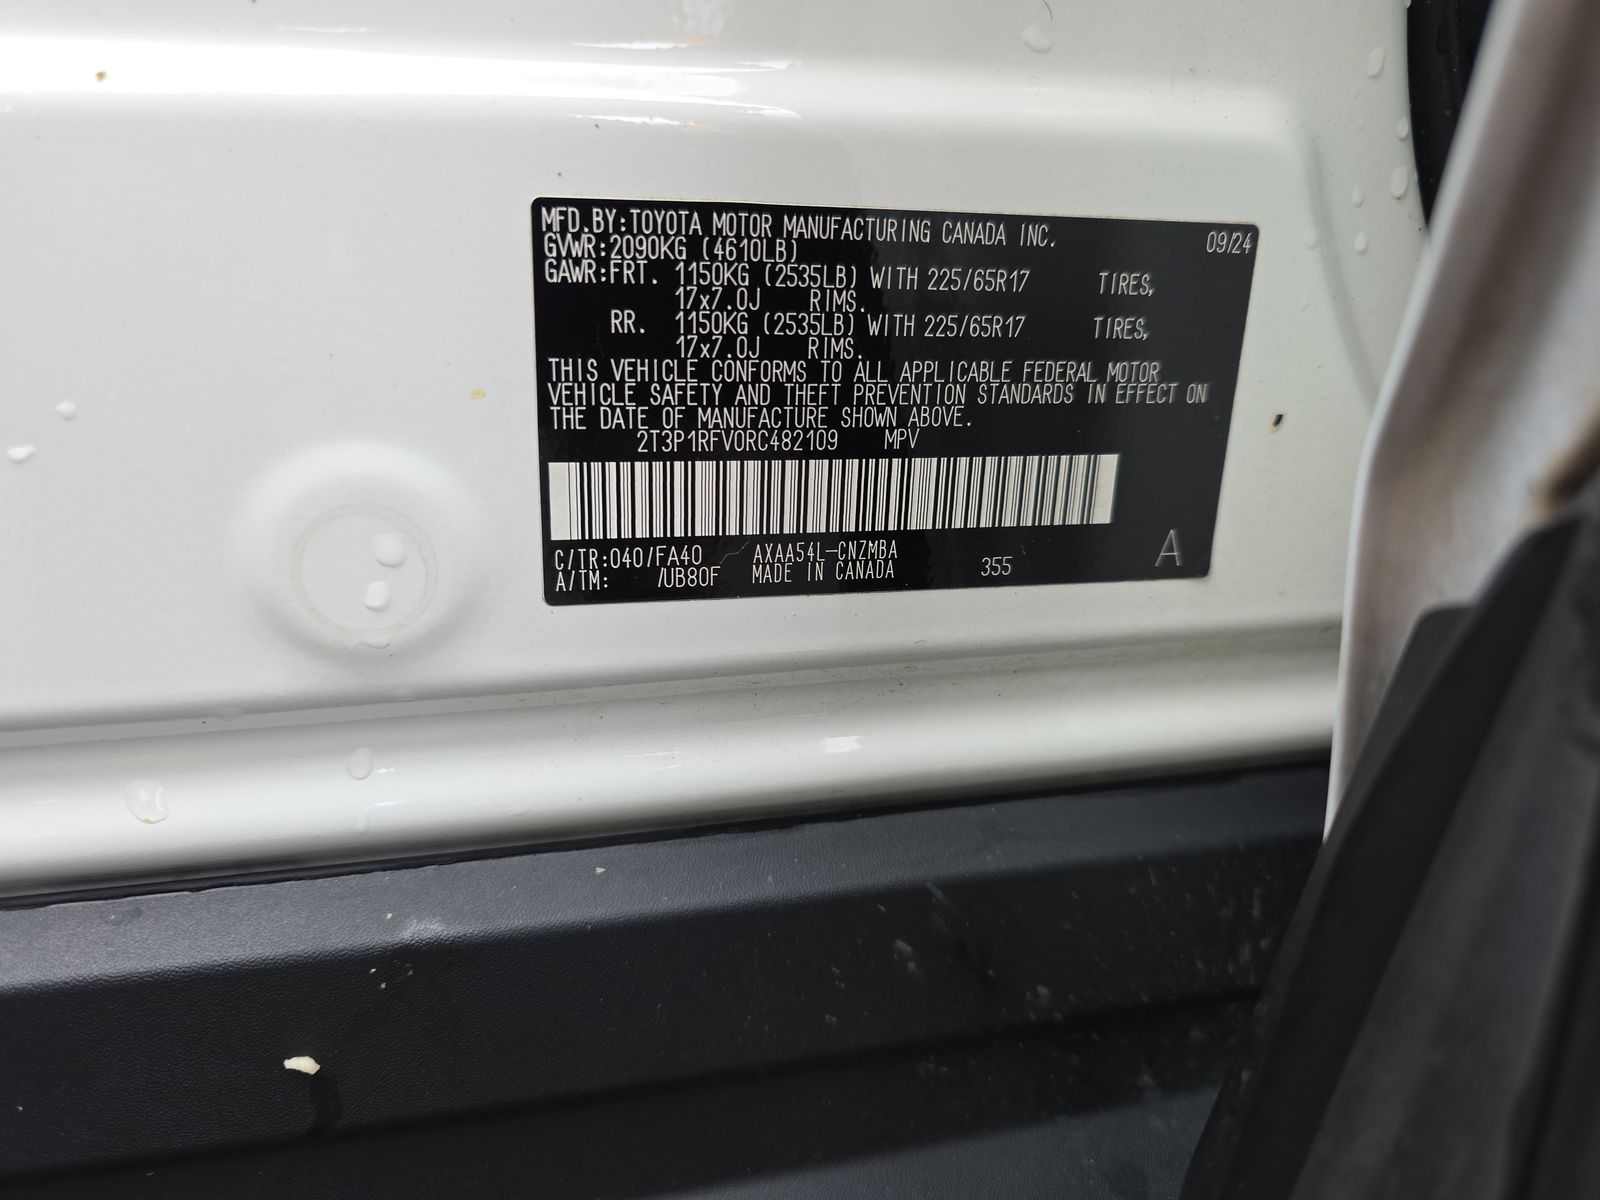 MFD.BY:TOYOTA MOTOR MANUFACTURING CANADA INC. 09/24
GVWR:2090KG (4610LB)
GAWR:FRT. 1150KG (2535LB) WITH 225/65R17 TIRES,
17x7.0J RIMS.
RR. 1150KG (2535LB) WITH 225/65R17 TIRES,
17x7.0J RIMS.
THIS VEHICLE CONFORMS TO ALL APPLICABLE FEDERAL MOTOR
VEHICLE SAFETY AND THEFT PREVENTION STANDARDS IN EFFECT ON
THE DATE OF MANUFACTURE SHOWN ABOVE.
2T3P1RFV0RC482109 MPV
C/TR:040/FA40 AXAA54L-CNZMBA
A/TM: /UB80F MADE IN CANADA 355 A